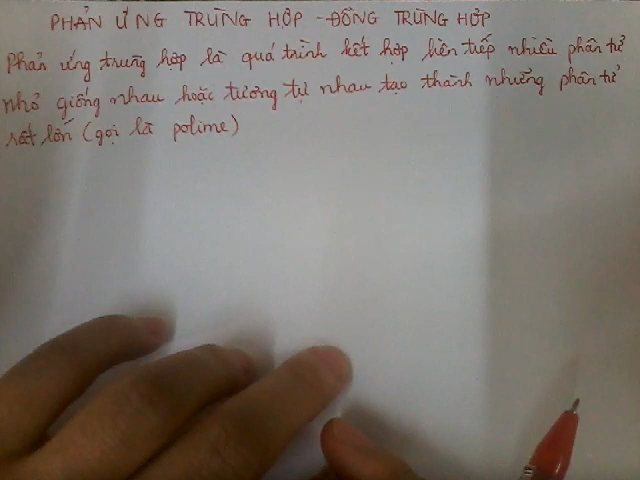 PHẢN ỨNG TRÙNG HỢP - ĐỒNG TRÙNG HỢP
Phản ứng trùng hợp là quá trình kết hợp liên tiếp nhiều phân tử
nhỏ giống nhau hoặc tương tự nhau tạo thành những phân tử
rất lớn (gọi là polime)